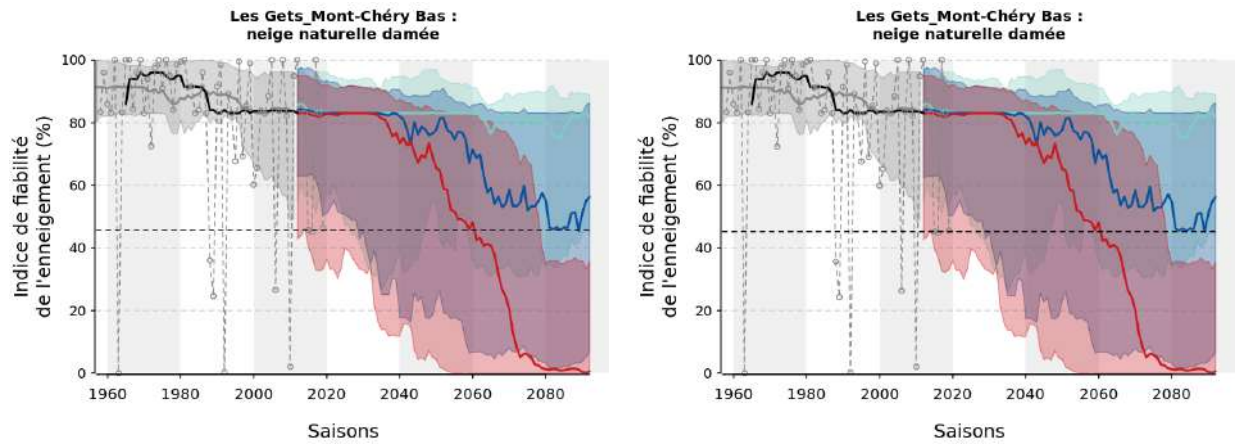 Les Gets_Mont-Chéry Bas :
neige naturelle damée
Indice de fiabilité
de l'enneigement (%)
100
80
60
40
20
0
1960 1980 2000 2020 2040 2060 2080
Saisons
Les Gets_Mont-Chéry Bas :
neige naturelle damée
Indice de fiabilité
de l'enneigement (%)
100
80
60
40
20
0
1960 1980 2000 2020 2040 2060 2080
Saisons